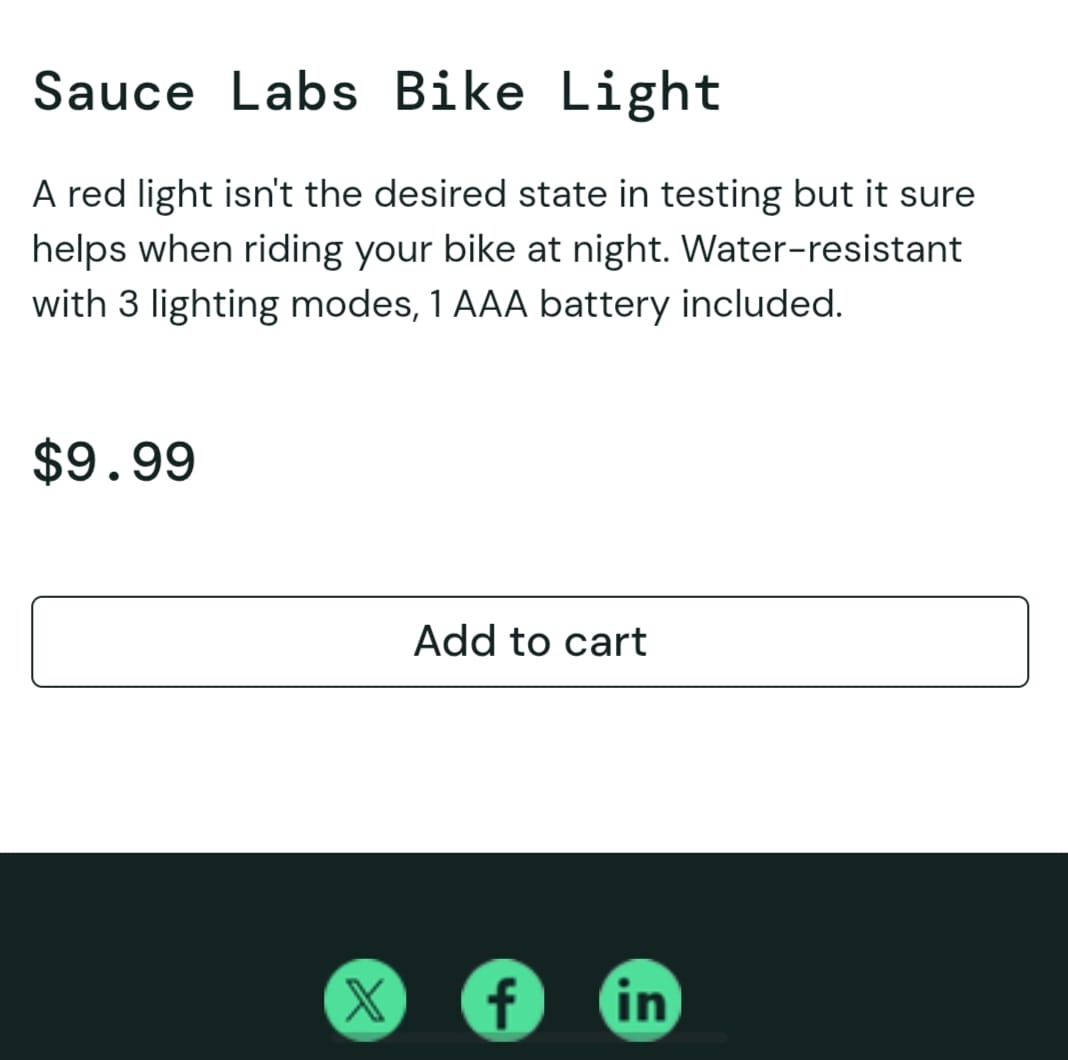 Sauce Labs Bike Light
A red light isn't the desired state in testing but it sure
helps when riding your bike at night. Water-resistant
with 3 lighting modes, 1 AAA battery included.
$9.99
Add to cart
X f in